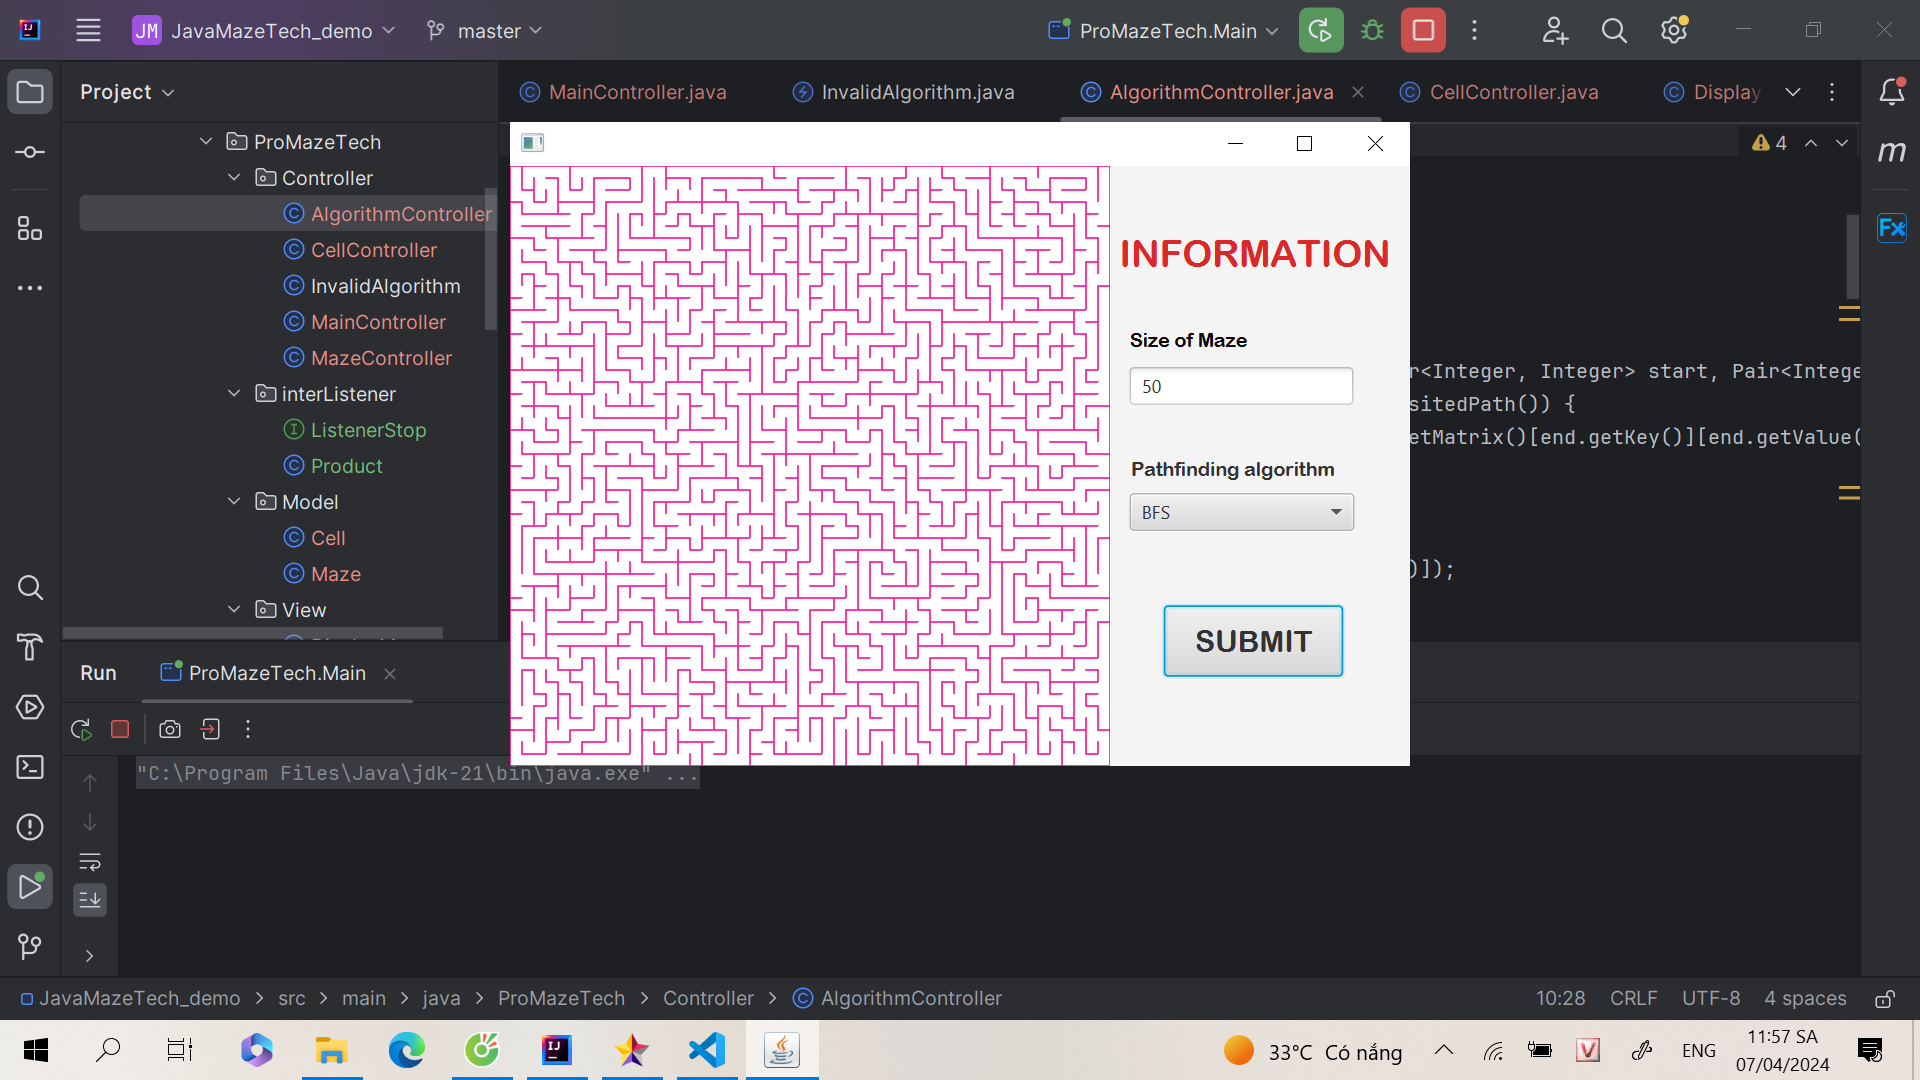 JM JavaMazeTech_demo master ProMazeTech.Main
Project
MainController.java InvalidAlgorithm.java AlgorithmController.java CellController.java Display
4
ProMazeTech
Controller
AlgorithmController
CellController
InvalidAlgorithm
MainController
MazeController
interListener
ListenerStop
Product
Model
Cell
Maze
View
INFORMATION
Size of Maze
50
Pathfinding algorithm
BFS
SUBMIT
r<Integer, Integer> start, Pair<Intege
sitedPath()) {
etMatrix()[end.getKey()][end.getValue(
)]);
m
Fx
Run ProMazeTech.Main
"C:\Program Files\Java\jdk-21\bin\java.exe" ...
JavaMazeTech_demo > src > main > java > ProMazeTech > Controller > AlgorithmController
10:28 CRLF UTF-8 4 spaces
33°C Có nắng
V
ENG
11:57 SA
07/04/2024